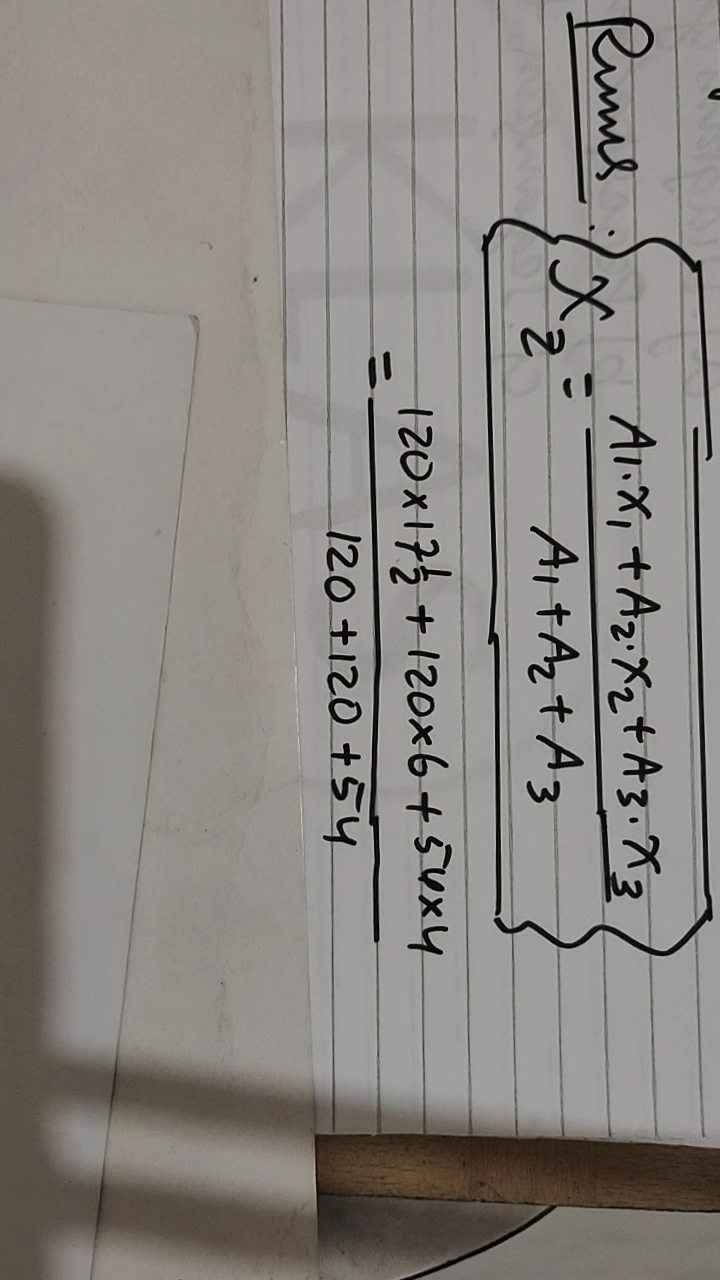 Rumus :
X₂ = A₁.X₁ + A₂.X₂ + A₃.X₃ / A₁ + A₂ + A₃
= 120 x 17½ + 120 x 6 + 54 x 4 / 120 + 120 + 54